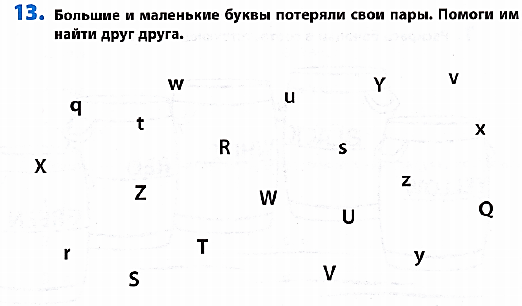 13. Большие и маленькие буквы потеряли свои пары. Помоги им
найти друг друга.
w u Y v
q t x
R s
X Z W z Q
U
r T y
S V